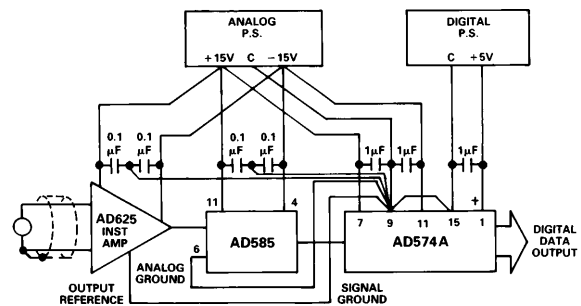 ANALOG
P.S.
+15V C −15V
DIGITAL
P.S.
C +5V
0.1 μF
0.1 μF
0.1 μF
0.1 μF
1μF
1μF
1μF
AD625
INST
AMP
11
4
6
AD585
7 9 11 15 1
+
AD574A
DIGITAL
DATA
OUTPUT
ANALOG
GROUND
OUTPUT
REFERENCE
SIGNAL
GROUND